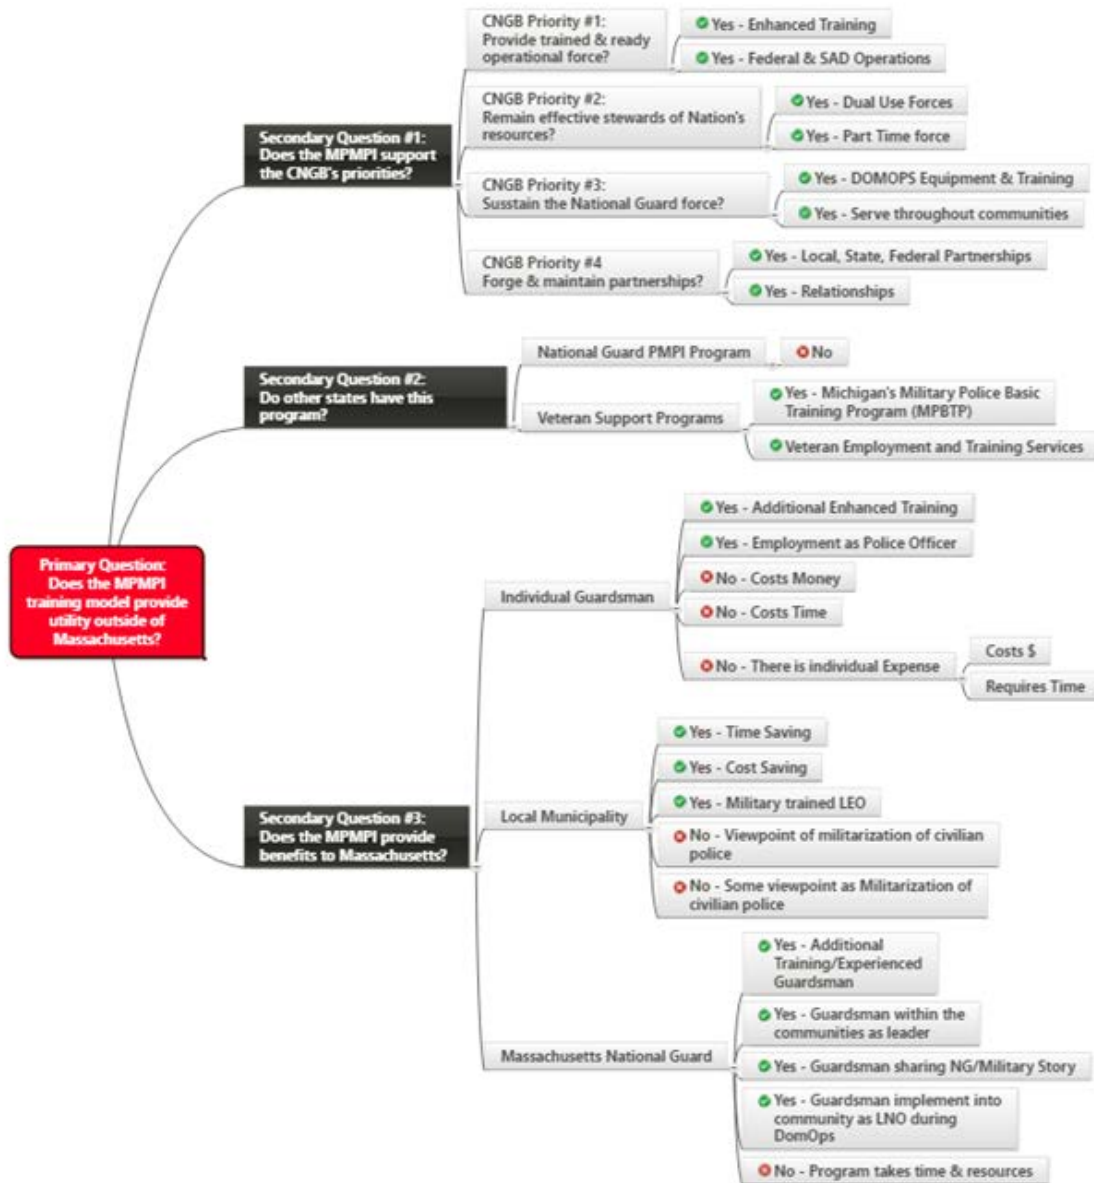 CNGB Priority #1:
Provide trained & ready
operational force?
Yes - Enhanced Training
Yes - Federal & SAD Operations
CNGB Priority #2:
Remain effective stewards of Nation's
resources?
Yes - Dual Use Forces
Yes - Part Time force
Secondary Question #1:
Does the MPMPI support
the CNGB's priorities?
CNGB Priority #3:
Susstain the National Guard force?
Yes - DOMOPS Equipment & Training
Yes - Serve throughout communities
CNGB Priority #4
Forge & maintain partnerships?
Yes - Local, State, Federal Partnerships
Yes - Relationships
Secondary Question #2:
Do other states have this
program?
National Guard PMPI Program
No
Veteran Support Programs
Yes - Michigan's Military Police Basic
Training Program (MPBTP)
Veteran Employment and Training Services
Primary Question:
Does the MPMPI
training model provide
utility outside of
Massachusetts?
Secondary Question #3:
Does the MPMPI provide
benefits to Massachusetts?
Individual Guardsman
Yes - Additional Enhanced Training
Yes - Employment as Police Officer
No - Costs Money
No - Costs Time
No - There is individual Expense
Costs $
Requires Time
Local Municipality
Yes - Time Saving
Yes - Cost Saving
Yes - Military trained LEO
No - Viewpoint of militarization of civilian
police
No - Some viewpoint as Militarization of
civilian police
Massachusetts National Guard
Yes - Additional
Training/Experienced
Guardsman
Yes - Guardsman within the
communities as leader
Yes - Guardsman sharing NG/Military Story
Yes - Guardsman implement into
community as LNO during
DomOps
No - Program takes time & resources